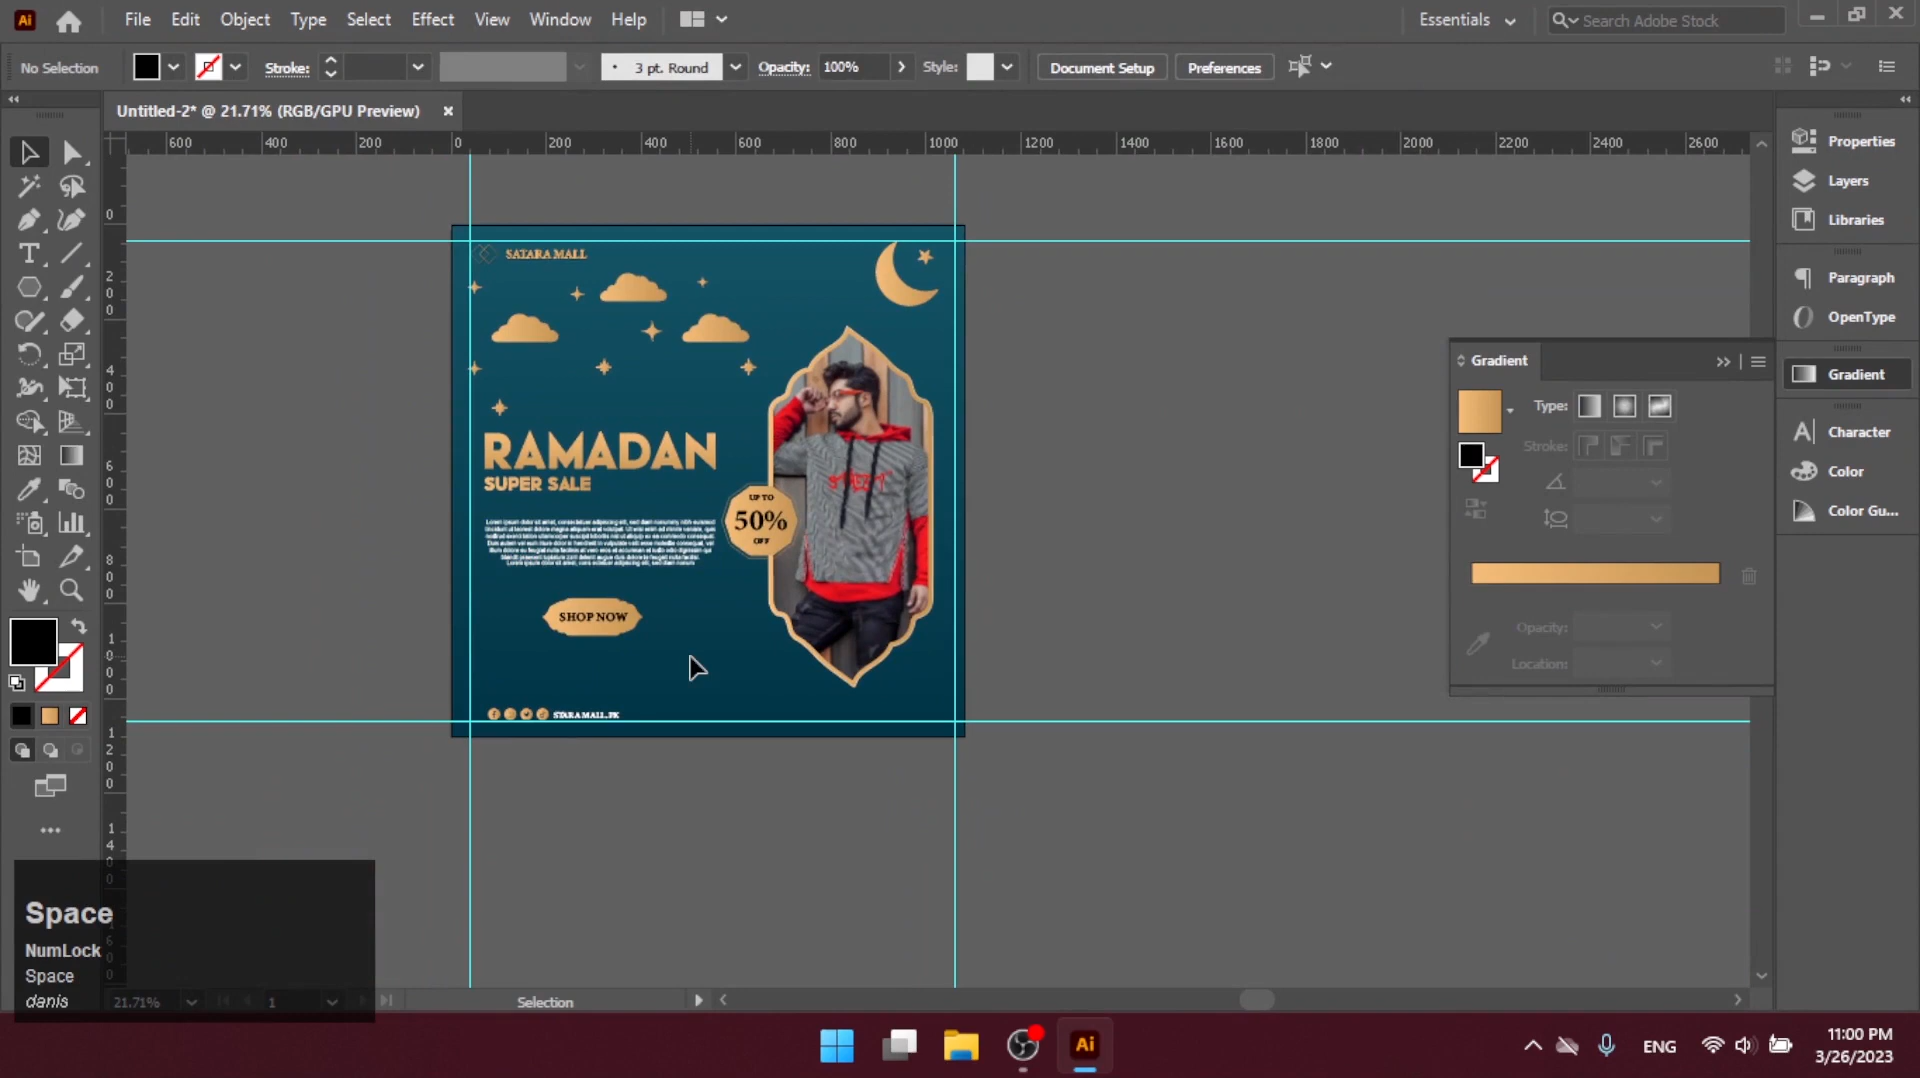 File Edit Object Type Select Effect View Window Help
Essentials
Search Adobe Stock
No Selection
Stroke:
3 pt. Round
Opacity: 100%
Style:
Document Setup
Preferences
Untitled-2* @ 21.71% (RGB/GPU Preview)
600 400 200 0 200 400 600 800 1000 1200 1400 1600 1800 2000 2200 2400 2600
SATARA MALL
RAMADAN
SUPER SALE
UP TO
50%
OFF
SHOP NOW
STARAMALL.PK
Gradient
Type:
Stroke:
Opacity:
Location:
Properties
Layers
Libraries
Paragraph
OpenType
Gradient
Character
Color
Color Gu...
Space
NumLock
Space
danis
21.71%
1
Selection
ENG
11:00 PM
3/26/2023